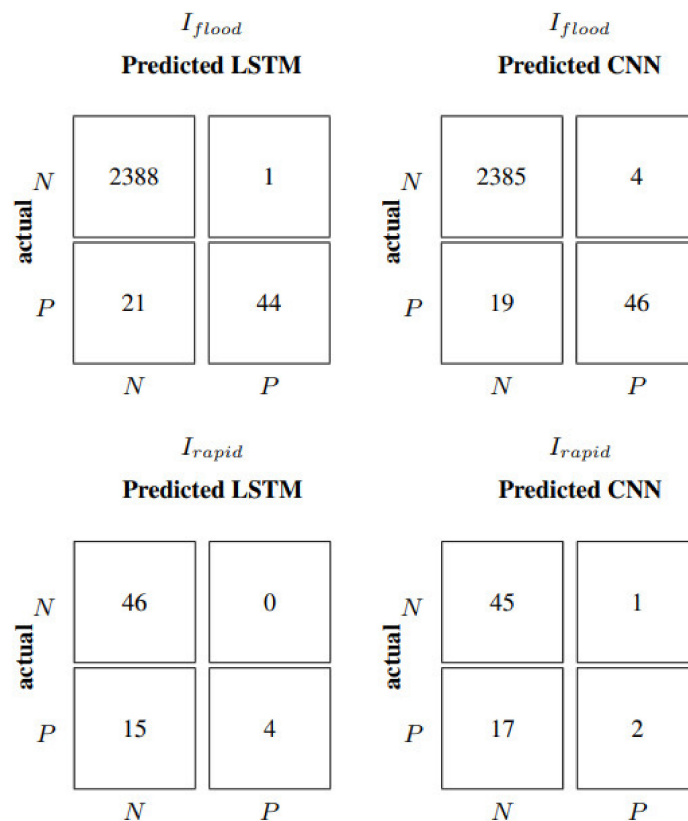 I_flood I_flood
Predicted LSTM Predicted CNN
N 2388 1 N 2385 4
actual actual
P 21 44 P 19 46
N P N P
I_rapid I_rapid
Predicted LSTM Predicted CNN
N 46 0 N 45 1
actual actual
P 15 4 P 17 2
N P N P